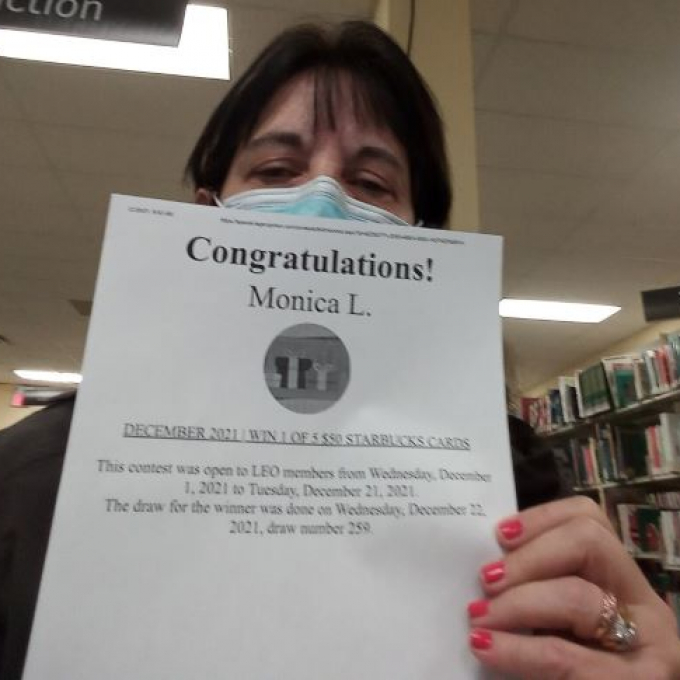 ction
Congratulations!
Monica L.
DECEMBER 2021 | WIN 1 OF 5 $50 STARBUCKS CARDS
This contest was open to LEO members from Wednesday, December
1, 2021 to Tuesday, December 21, 2021.
The draw for the winner was done on Wednesday, December 22,
2021, draw number 259.